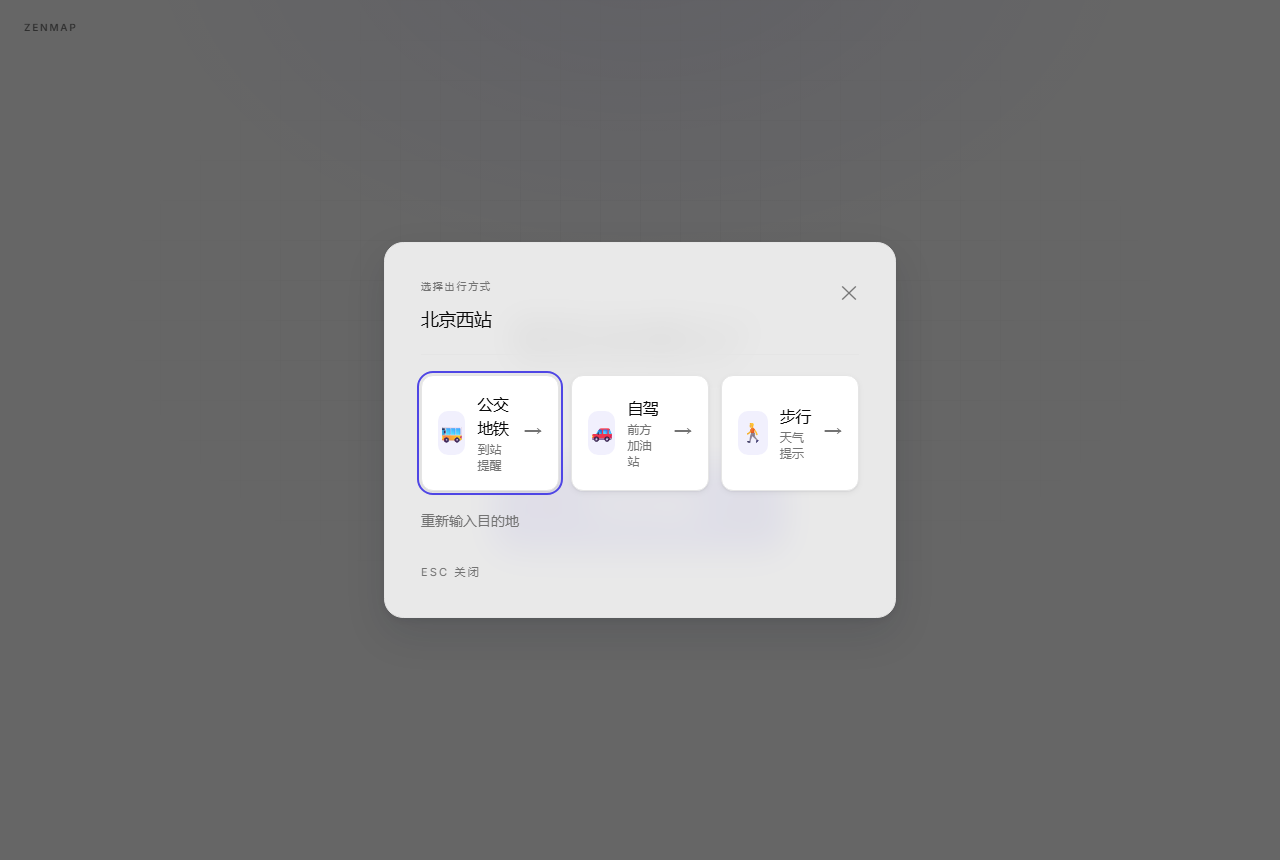 ZENMAP
选择出行方式
北京西站
公交
地铁
到站
提醒
→
自驾
前方
加油
站
→
步行
天气
提示
→
重新输入目的地
ESC 关闭